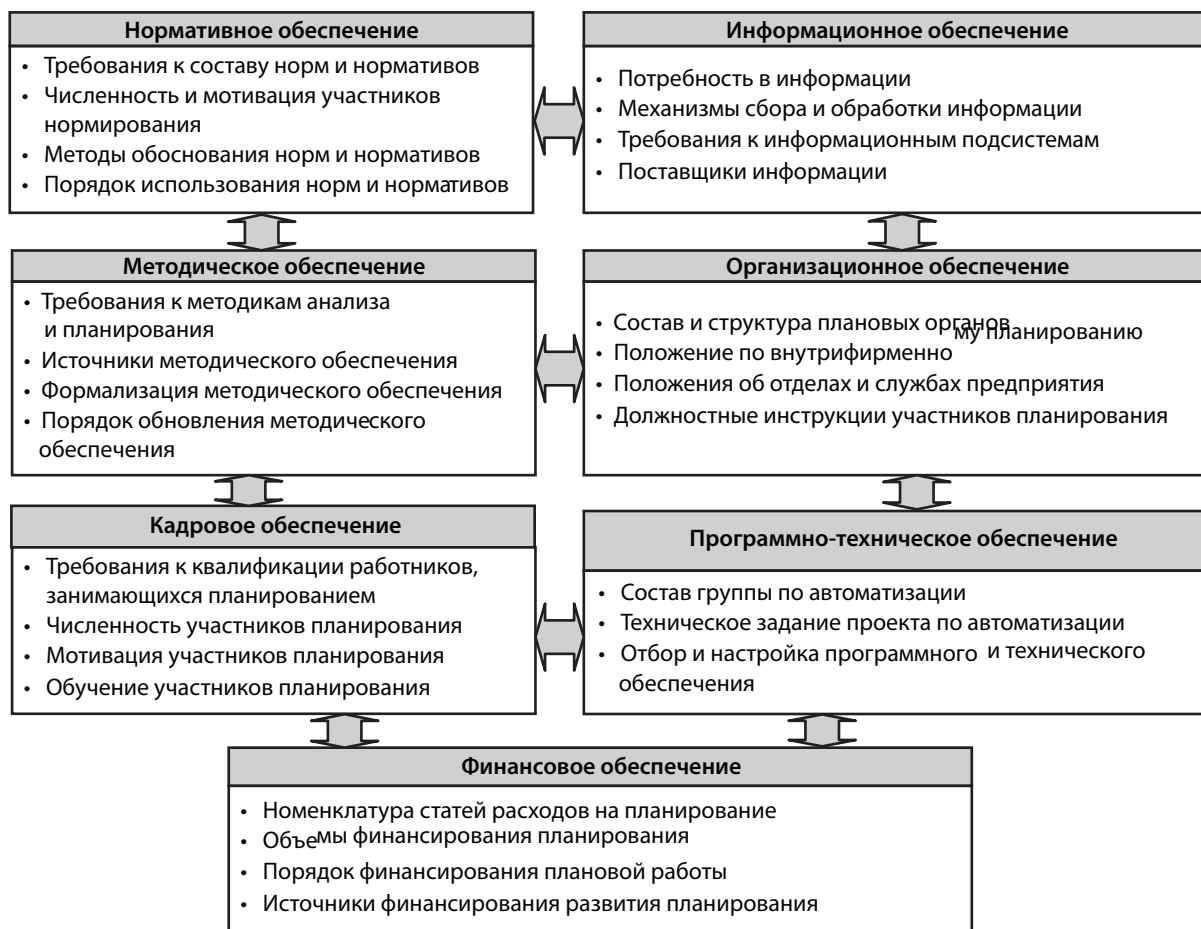 Нормативное обеспечение
• Требования к составу норм и нормативов
• Численность и мотивация участников
нормирования
• Методы обоснования норм и нормативов
• Порядок использования норм и нормативов
Информационное обеспечение
• Потребность в информации
• Механизмы сбора и обработки информации
• Требования к информационным подсистемам
• Поставщики информации
Методическое обеспечение
• Требования к методикам анализа
и планирования
• Источники методического обеспечения
• Формализация методического обеспечения
• Порядок обновления методического
обеспечения
Организационное обеспечение
• Состав и структура плановых органов
• Положение по внутрифирменному планированию
• Положения об отделах и службах предприятия
• Должностные инструкции участников планирования
Кадровое обеспечение
• Требования к квалификации работников,
занимающихся планированием
• Численность участников планирования
• Мотивация участников планирования
• Обучение участников планирования
Программно-техническое обеспечение
• Состав группы по автоматизации
• Техническое задание проекта по автоматизации
• Отбор и настройка программного и технического
обеспечения
Финансовое обеспечение
• Номенклатура статей расходов на планирование
• Объемы финансирования планирования
• Порядок финансирования плановой работы
• Источники финансирования развития планирования